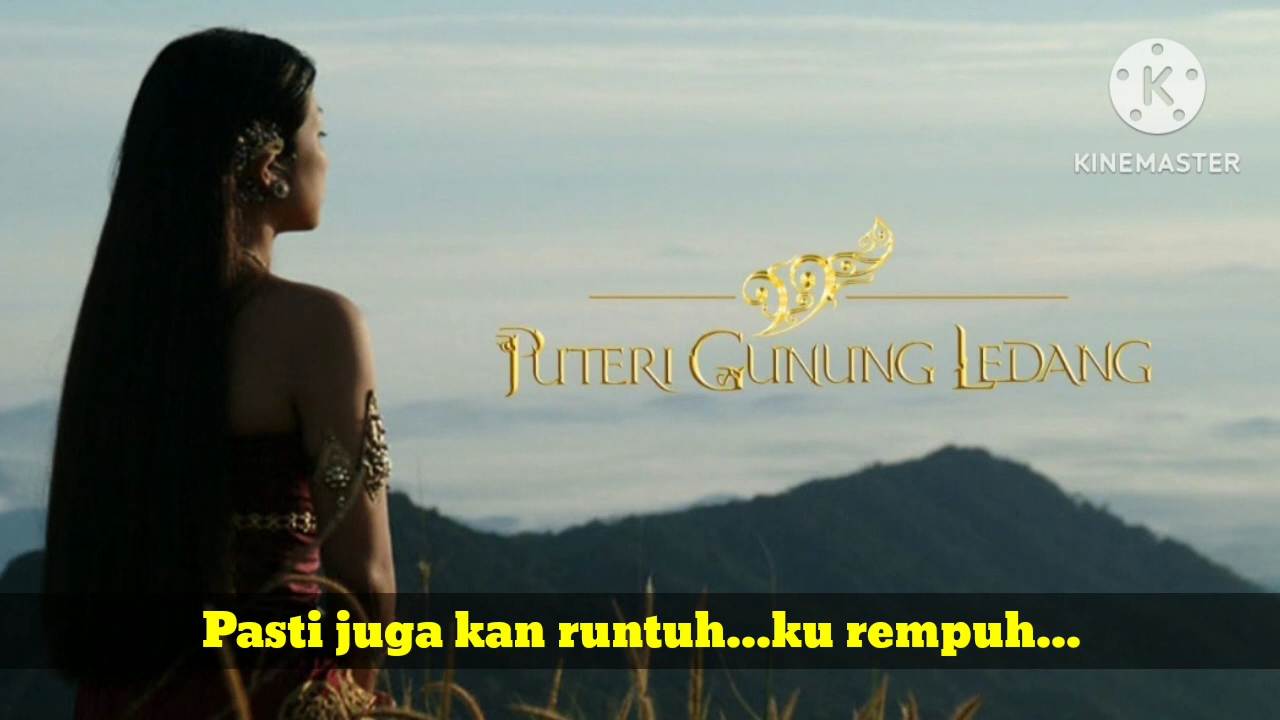 KINEMASTER
PUTERI GUNUNG LEDANG
Pasti juga kan runtuh...ku rempuh...